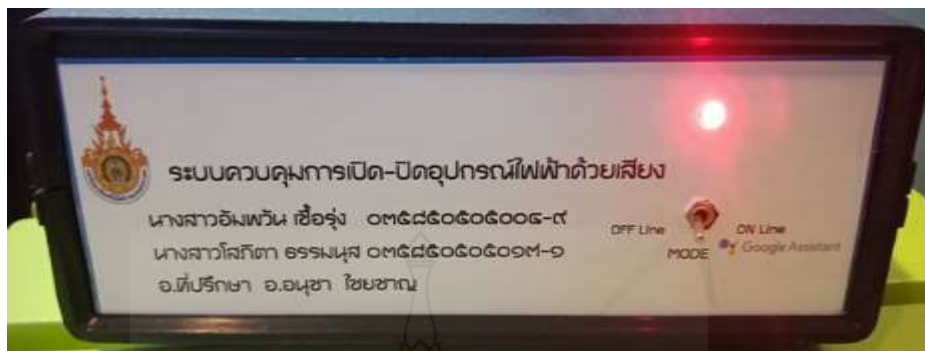 ระบบควบคุมการเปิด-ปิดอุปกรณ์ไฟฟ้าด้วยเสียง
นางสาวอัมพวัน เชื้อรุ่ง ๐๓๕๘๕๐๕๐๕๐๐๔-๙
นางสาวโสภิตา ธรรมนุส ๐๓๕๘๕๐๕๐๕๐๑๗-๑
อ.ที่ปรึกษา อ.อนุชา ไชยชาญ
OFF Line
ON Line
MODE
Google Assistant